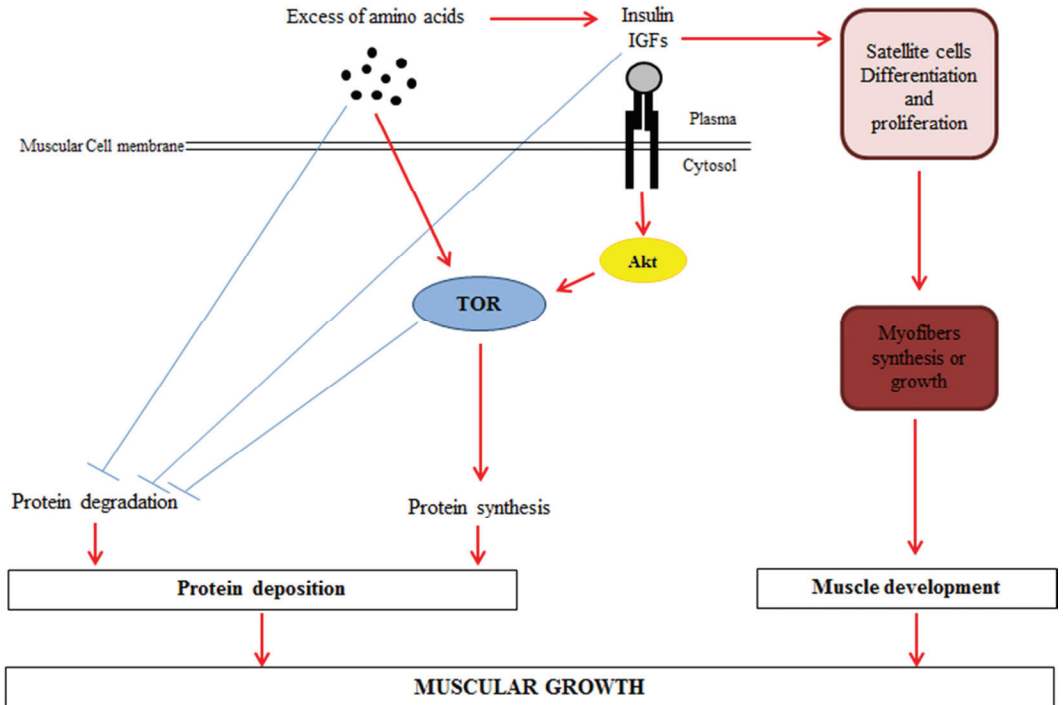 Excess of amino acids
Insulin
IGFs
Satellite cells
Differentiation
and
proliferation
Plasma
Muscular Cell membrane
Cytosol
Akt
TOR
Myofibers
synthesis or
growth
Protein degradation
Protein synthesis
Protein deposition
Muscle development
MUSCULAR GROWTH